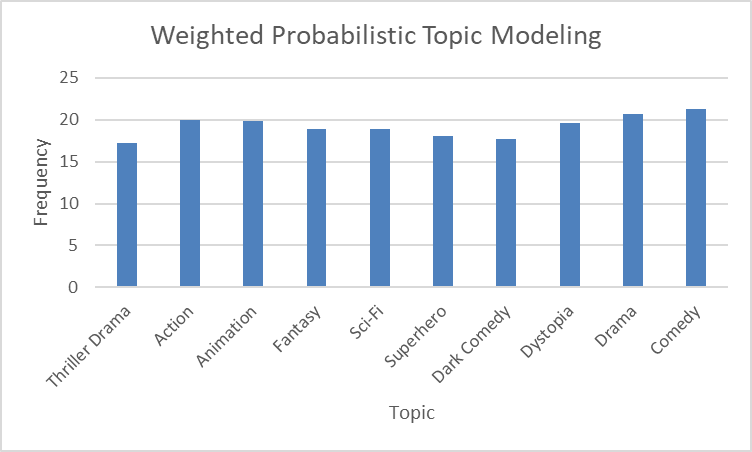 Weighted Probabilistic Topic Modeling
25
20
15
10
5
0
Frequency
Thriller Drama
Action
Animation
Fantasy
Sci-Fi
Superhero
Dark Comedy
Dystopia
Drama
Comedy
Topic